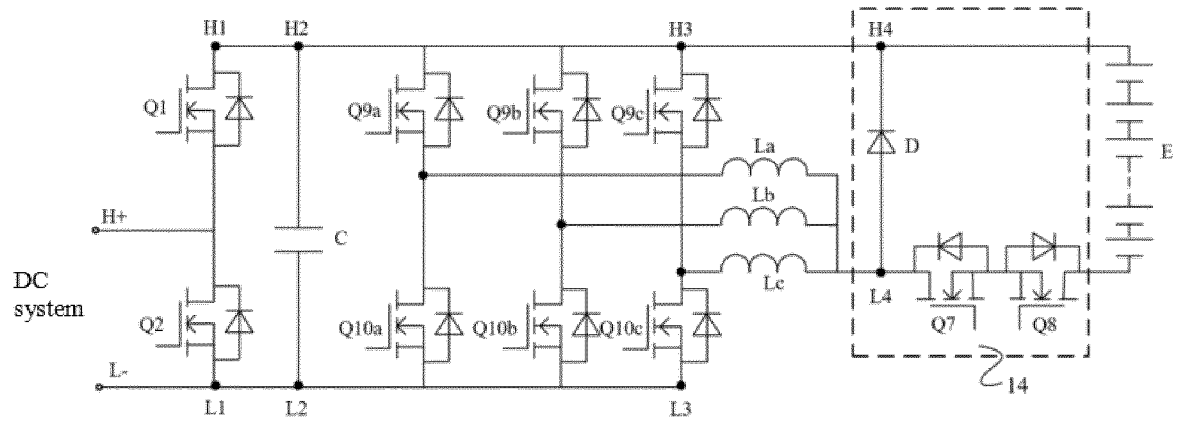 H1
H2
H3
H4
Q1
Q9a
Q9b
Q9c
La
D
E
Lb
H+
C
Lc
DC
system
L4
Q2
Q10a
Q10b
Q10c
Q7
Q8
L-
14
L1
L2
L3